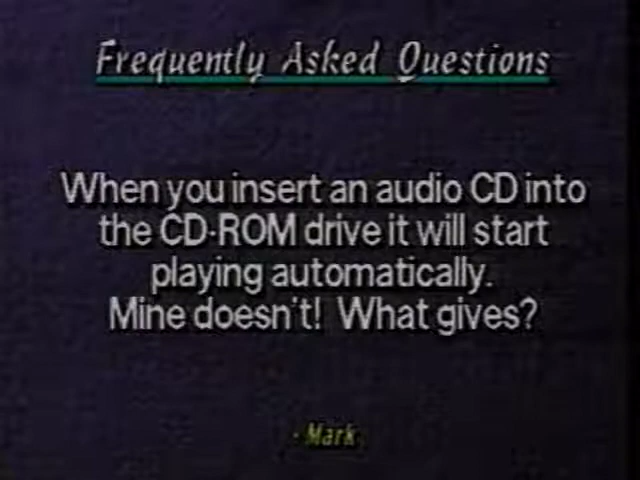 Frequently Asked Questions
When you insert an audio CD into
the CD-ROM drive it will start
playing automatically.
Mine doesn't! What gives?
- Mark